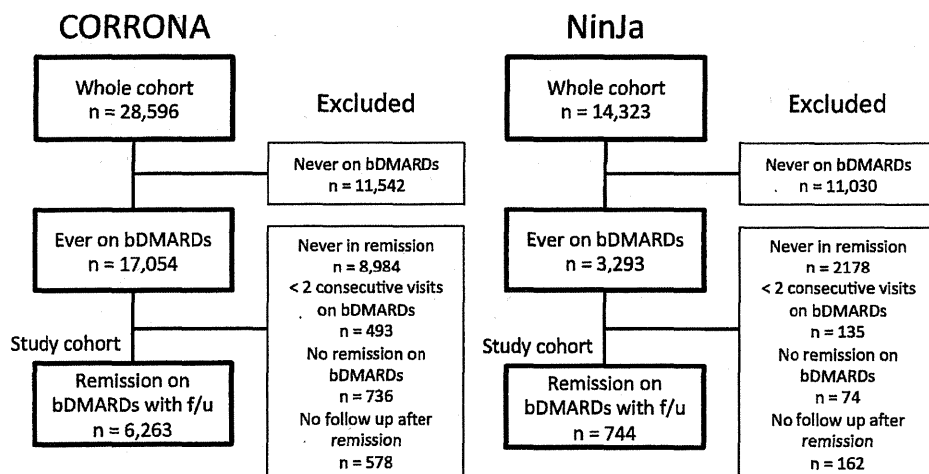 CORRONA
Whole cohort
n = 28,596
Excluded
Never on bDMARDs
n = 11,542
Ever on bDMARDs
n = 17,054
Never in remission
n = 8,984
< 2 consecutive visits
on bDMARDs
n = 493
No remission on
bDMARDs
n = 736
No follow up after
remission
n = 578
Study cohort
Remission on
bDMARDs with f/u
n = 6,263
NinJa
Whole cohort
n = 14,323
Excluded
Never on bDMARDs
n = 11,030
Ever on bDMARDs
n = 3,293
Never in remission
n = 2178
< 2 consecutive visits
on bDMARDs
n = 135
No remission on
bDMARDs
n = 74
No follow up after
remission
n = 162
Study cohort
Remission on
bDMARDs with f/u
n = 744